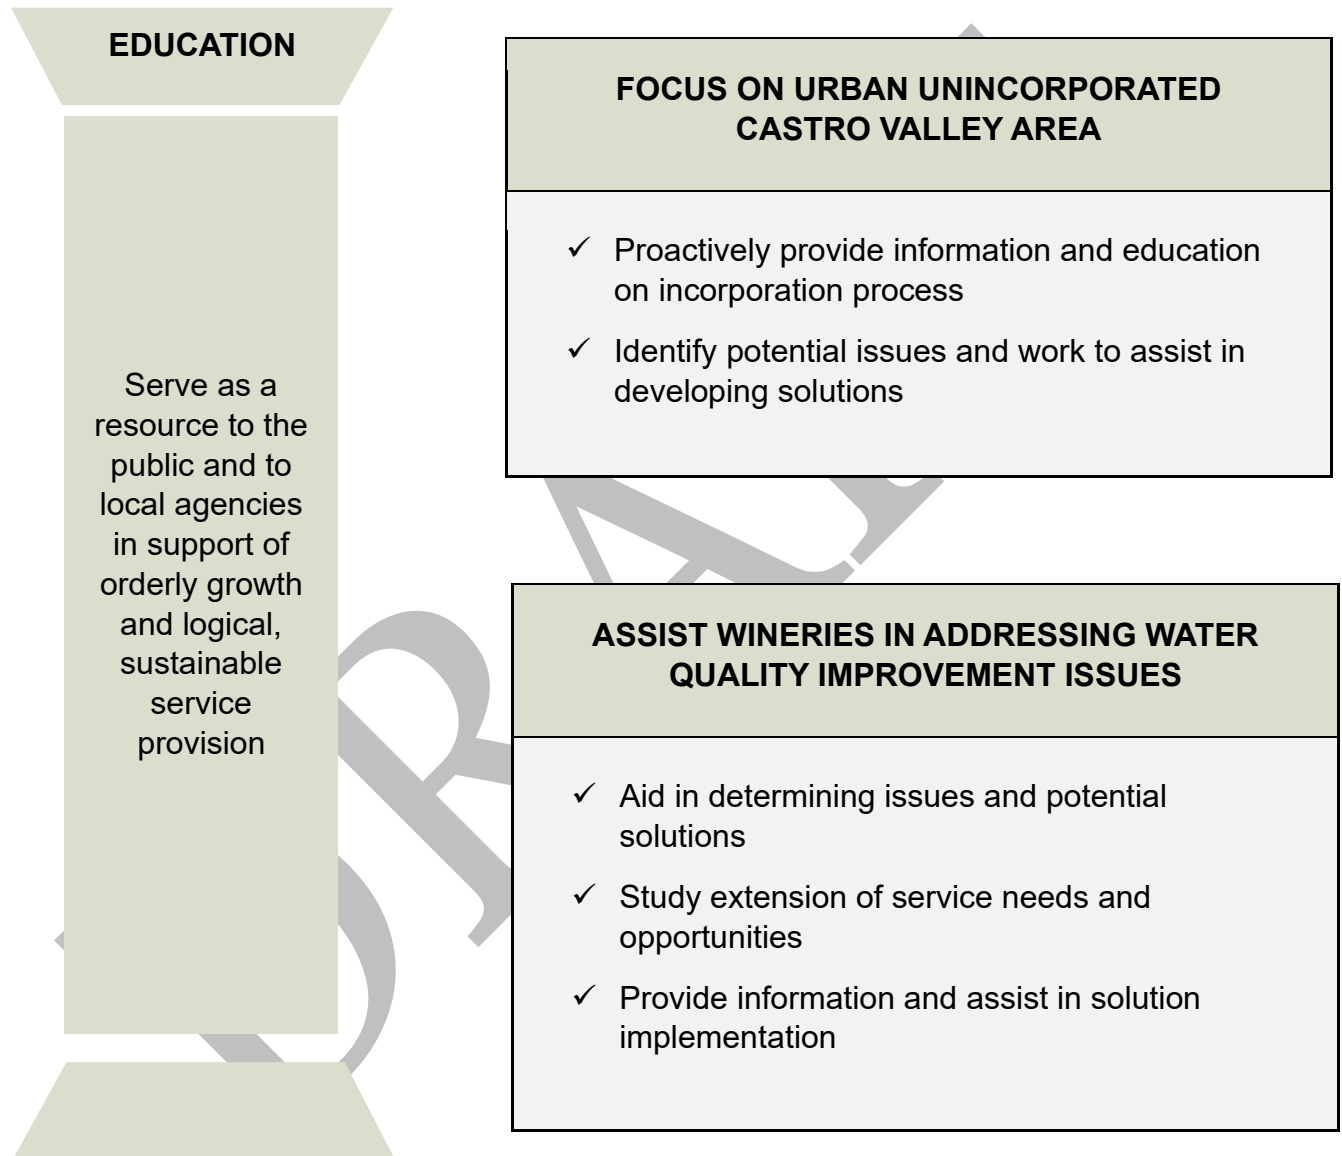 EDUCATION
Serve as a
resource to the
public and to
local agencies
in support of
orderly growth
and logical,
sustainable
service
provision
FOCUS ON URBAN UNINCORPORATED
CASTRO VALLEY AREA
✓ Proactively provide information and education
on incorporation process
✓ Identify potential issues and work to assist in
developing solutions
ASSIST WINERIES IN ADDRESSING WATER
QUALITY IMPROVEMENT ISSUES
✓ Aid in determining issues and potential
solutions
✓ Study extension of service needs and
opportunities
✓ Provide information and assist in solution
implementation